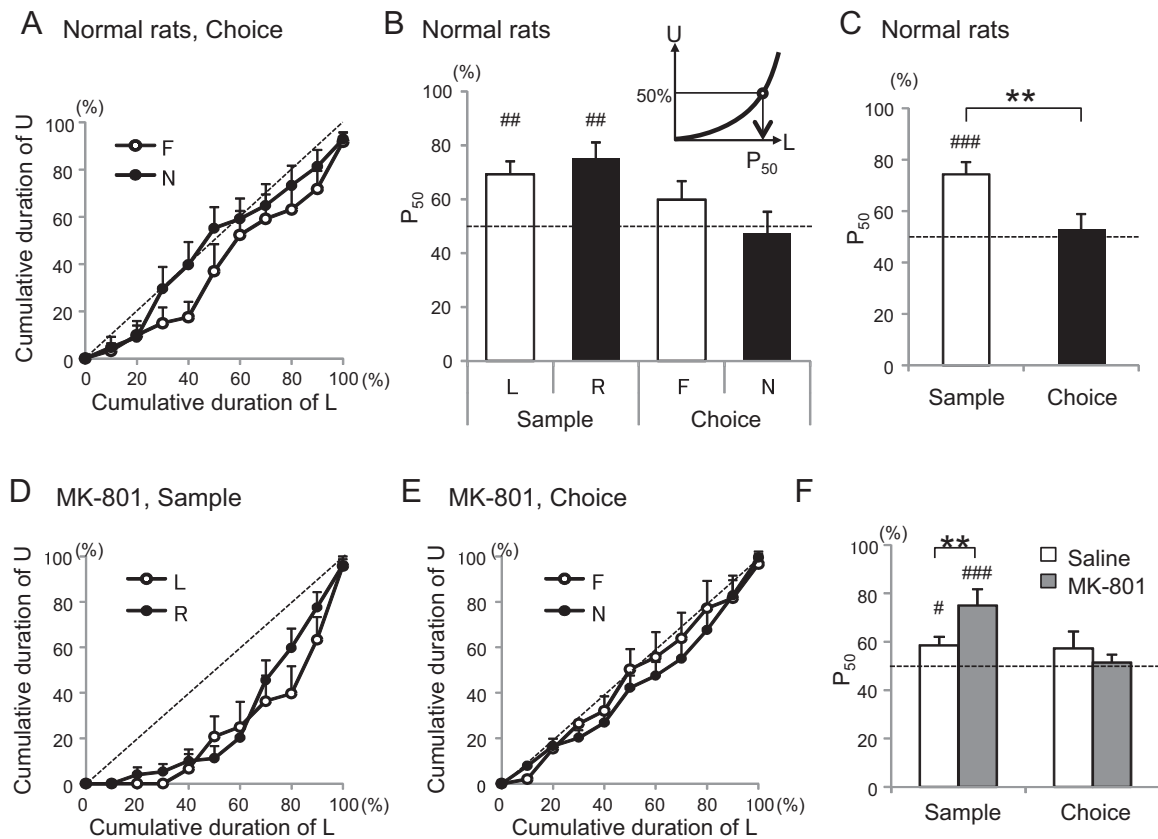 A Normal rats, Choice
(%)
100
80
60
40
20
0
F
N
Cumulative duration of U
0 20 40 60 80 100 (%)
Cumulative duration of L
B Normal rats
(%)
100
80
60
40
20
0
P50
## ##
U
50%
L
P50
L R F N
Sample Choice
C Normal rats
(%)
100
80
60
40
20
0
P50
**
###
Sample Choice
D MK-801, Sample
(%)
100
80
60
40
20
0
L
R
Cumulative duration of U
0 20 40 60 80 100 (%)
Cumulative duration of L
E MK-801, Choice
(%)
100
80
60
40
20
0
F
N
Cumulative duration of U
0 20 40 60 80 100 (%)
Cumulative duration of L
F
(%)
100
80
60
40
20
0
P50
**
# ###
Saline
MK-801
Sample Choice